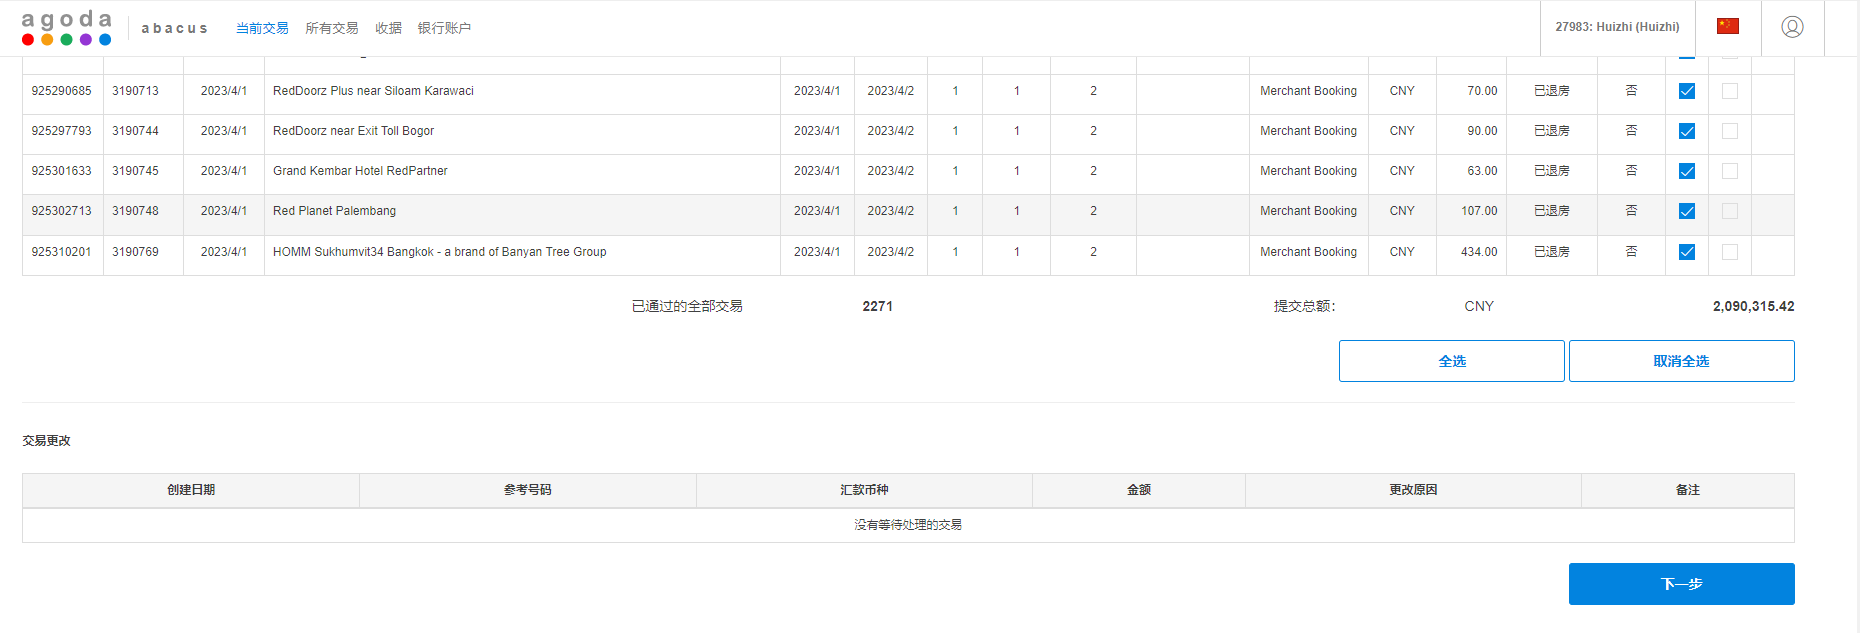 agoda abacus 当前交易 所有交易 收据 银行账户 27983: Huizhi (Huizhi)
925290685 3190713 2023/4/1 RedDoorz Plus near Siloam Karawaci 2023/4/1 2023/4/2 1 1 2 Merchant Booking CNY 70.00 已退房 否
925297793 3190744 2023/4/1 RedDoorz near Exit Toll Bogor 2023/4/1 2023/4/2 1 1 2 Merchant Booking CNY 90.00 已退房 否
925301633 3190745 2023/4/1 Grand Kembar Hotel RedPartner 2023/4/1 2023/4/2 1 1 2 Merchant Booking CNY 63.00 已退房 否
925302713 3190748 2023/4/1 Red Planet Palembang 2023/4/1 2023/4/2 1 1 2 Merchant Booking CNY 107.00 已退房 否
925310201 3190769 2023/4/1 HOMM Sukhumvit34 Bangkok - a brand of Banyan Tree Group 2023/4/1 2023/4/2 1 1 2 Merchant Booking CNY 434.00 已退房 否
已通过的全部交易 2271 提交总额： CNY 2,090,315.42
全选 取消全选
交易更改
创建日期 参考号码 汇款币种 金额 更改原因 备注
没有等待处理的交易
下一步